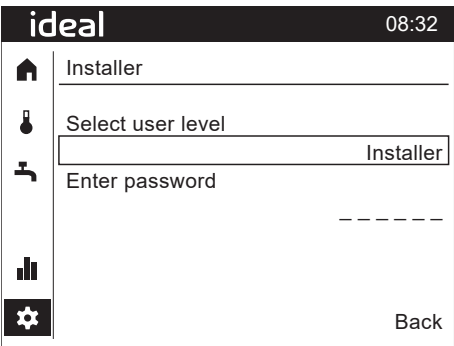 ideal
08:32
Installer
Select user level
Installer
Enter password
_ _ _ _ _ _
Back